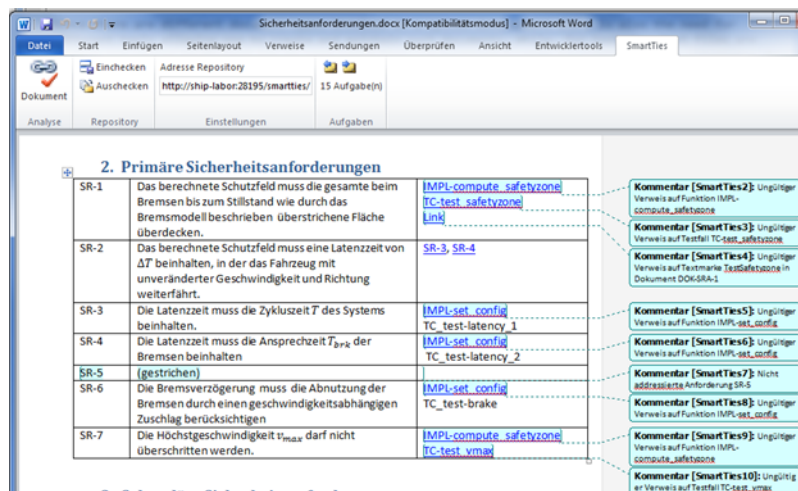 Sicherheitsanforderungen.docx [Kompatibilitätsmodus] - Microsoft Word
Datei Start Einfügen Seitenlayout Verweise Sendungen Überprüfen Ansicht Entwicklertools SmartTies
Einchecken Adresse Repository
Dokument Auschecken http://ship-labor:28195/smartties/ 15 Aufgabe(n)
Analyse Repository Einstellungen Aufgaben
2. Primäre Sicherheitsanforderungen
SR-1 Das berechnete Schutzfeld muss die gesamte beim IMPL-compute_safetyzone
Bremsen bis zum Stillstand wie durch das TC-test_safetyzone
Bremsmodell beschrieben überstrichene Fläche Link
überdecken.
SR-2 Das berechnete Schutzfeld muss eine Latenzzeit von SR-3, SR-4
ΔT beinhalten, in der das Fahrzeug mit
unveränderter Geschwindigkeit und Richtung
weiterfährt.
SR-3 Die Latenzzeit muss die Zykluszeit T des Systems IMPL-set_config
beinhalten. TC_test-latency_1
SR-4 Die Latenzzeit muss die Ansprechzeit T_brk der IMPL-set_config
Bremsen beinhalten TC_test-latency_2
SR-5 (gestrichen)
SR-6 Die Bremsverzögerung muss die Abnutzung der IMPL-set_config
Bremsen durch einen geschwindigkeitsabhängigen TC_test-brake
Zuschlag berücksichtigen
SR-7 Die Höchstgeschwindigkeit v_max darf nicht IMPL-compute_safetyzone
überschritten werden. TC-test_vmax
Kommentar [SmartTies2]: Ungültiger
Verweis auf Funktion IMPL-
compute_safetyzone
Kommentar [SmartTies3]: Ungültiger
Verweis auf Testfall TC-test_safetyzone
Kommentar [SmartTies4]: Ungültiger
Verweis auf Textmarke TestSafetyzone in
Dokument DOK-SRA-1
Kommentar [SmartTies5]: Ungültiger
Verweis auf Funktion IMPL-set_config
Kommentar [SmartTies6]: Ungültiger
Verweis auf Funktion IMPL-set_config
Kommentar [SmartTies7]: Nicht
addressierte Anforderung SR-5
Kommentar [SmartTies8]: Ungültiger
Verweis auf Funktion IMPL-set_config
Kommentar [SmartTies9]: Ungültiger
Verweis auf Funktion IMPL-
compute_safetyzone
Kommentar [SmartTies10]: Ungültig
er Verweis auf Testfall TC-test_vmax